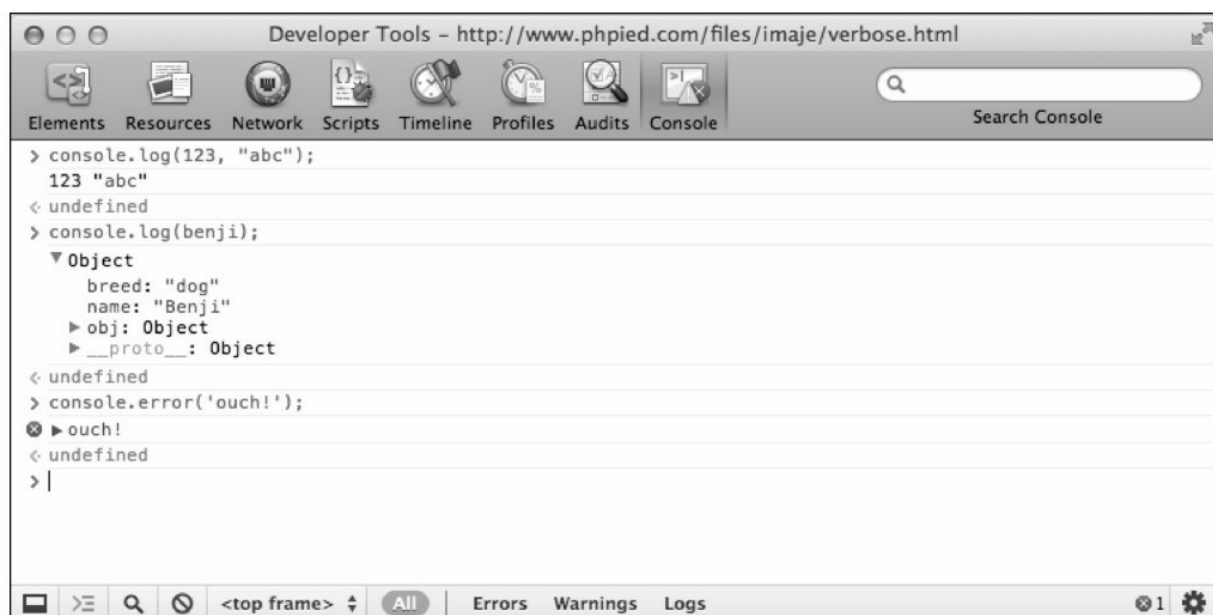 Developer Tools – http://www.phpied.com/files/imaje/verbose.html
Elements Resources Network Scripts Timeline Profiles Audits Console
Search Console
> console.log(123, "abc");
123 "abc"
undefined
> console.log(benji);
Object
breed: "dog"
name: "Benji"
obj: Object
__proto__: Object
undefined
> console.error('ouch!');
ouch!
undefined
>
<top frame> All Errors Warnings Logs 1